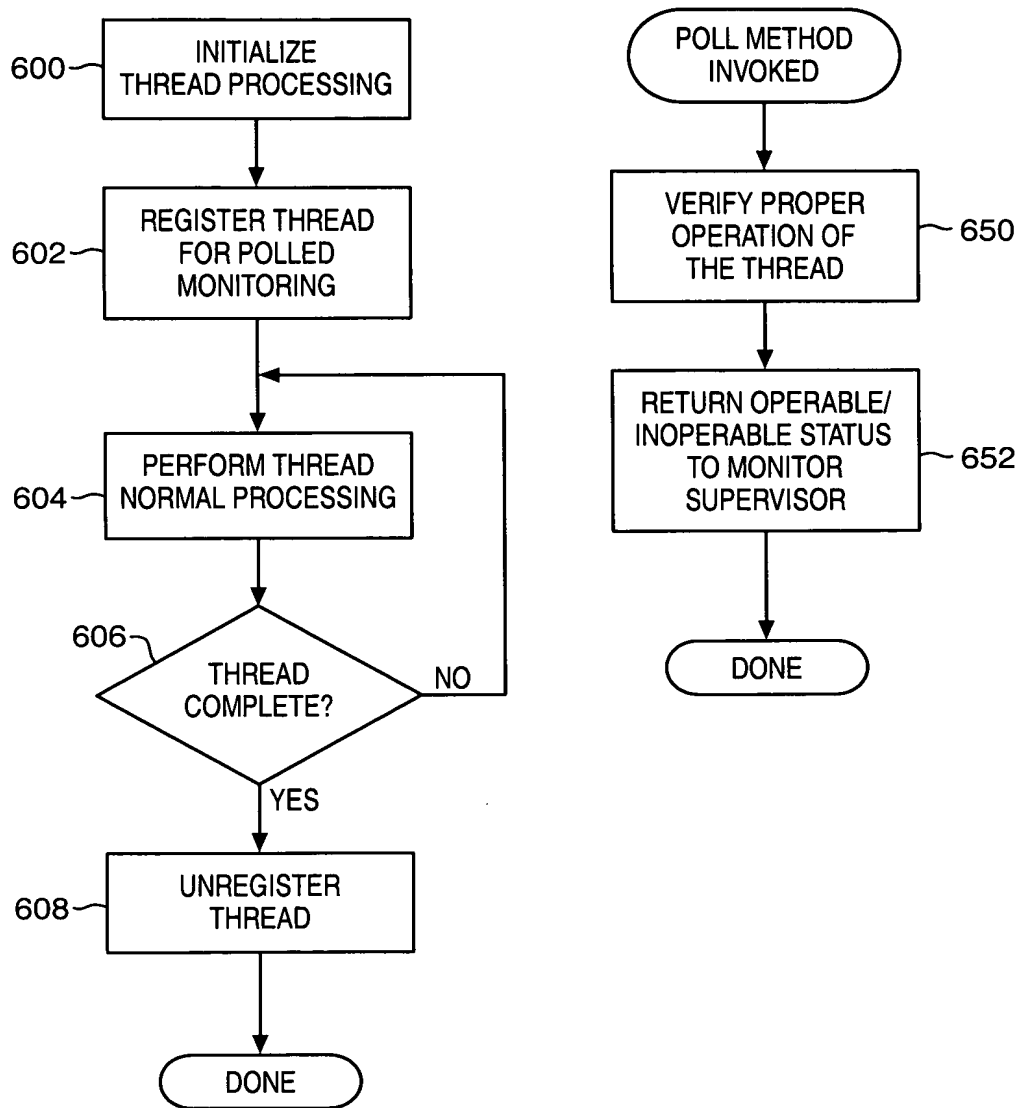 600
INITIALIZE
THREAD PROCESSING
602
REGISTER THREAD
FOR POLLED
MONITORING
604
PERFORM THREAD
NORMAL PROCESSING
606
THREAD
COMPLETE?
NO
YES
608
UNREGISTER
THREAD
DONE
POLL METHOD
INVOKED
VERIFY PROPER
OPERATION OF
THE THREAD
650
RETURN OPERABLE/
INOPERABLE STATUS
TO MONITOR
SUPERVISOR
652
DONE